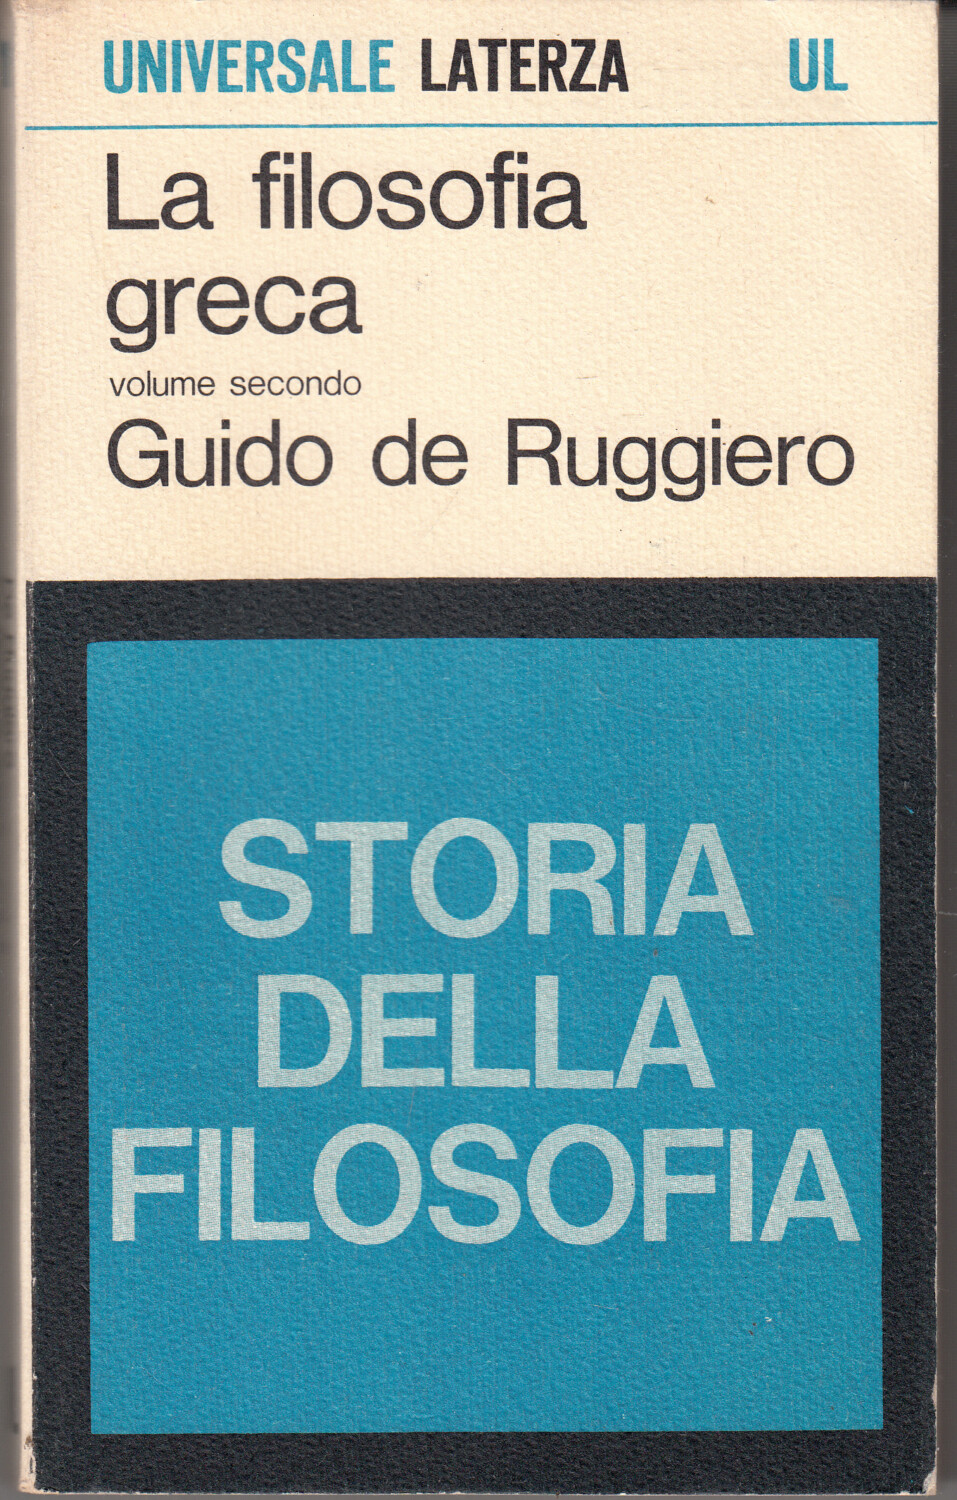 UNIVERSALE LATERZA UL
La filosofia
greca
volume secondo
Guido de Ruggiero
STORIA
DELLA
FILOSOFIA